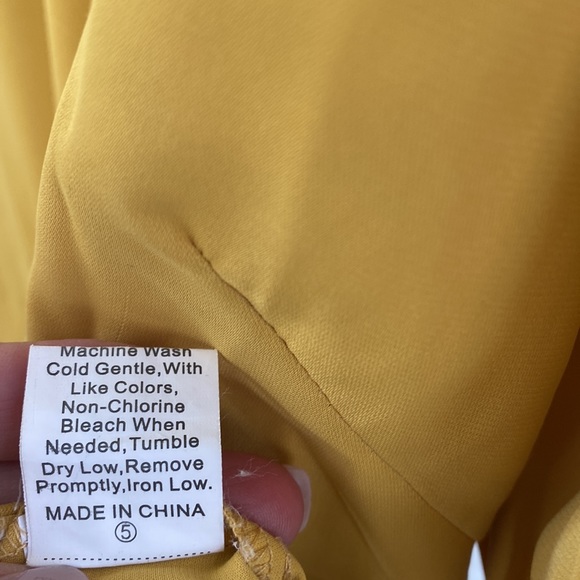 Machine Wash
Cold Gentle,With
Like Colors,
Non-Chlorine
Bleach When
Needed,Tumble
Dry Low,Remove
Promptly,Iron Low.
MADE IN CHINA
⑤